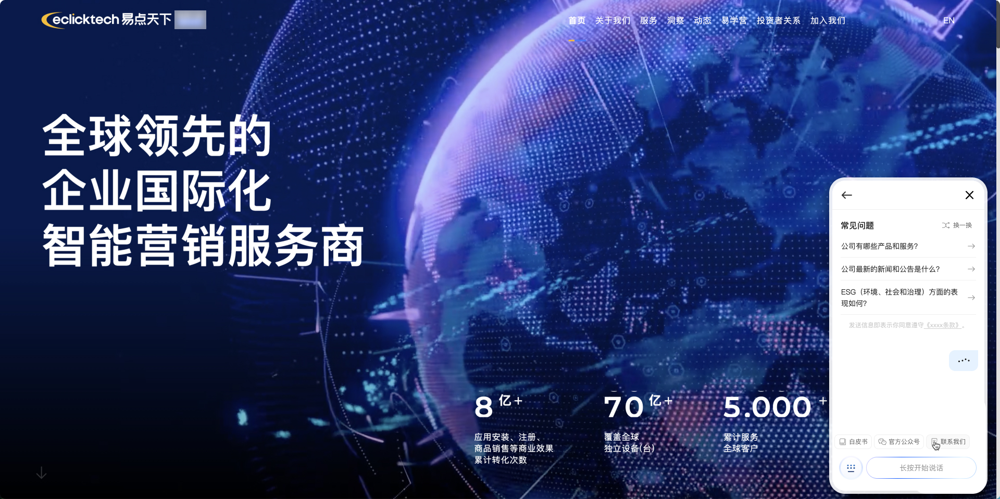 eclicktech 易点天下
首页 关于我们 服务 洞察 动态 易学营 投资者关系 加入我们 EN
全球领先的
企业国际化
智能营销服务商
8 亿+
应用安装、注册、
商品销售等商业效果
累计转化次数
70 亿+
覆盖全球
独立设备(台)
5.000 +
累计服务
全球客户
常见问题 换一换
公司有哪些产品和服务?
公司最新的新闻和公告是什么?
ESG（环境、社会和治理）方面的表
现如何?
发送信息即表示你同意遵守《xxxx条款》。
白皮书 官方公众号 联系我们
长按开始说话